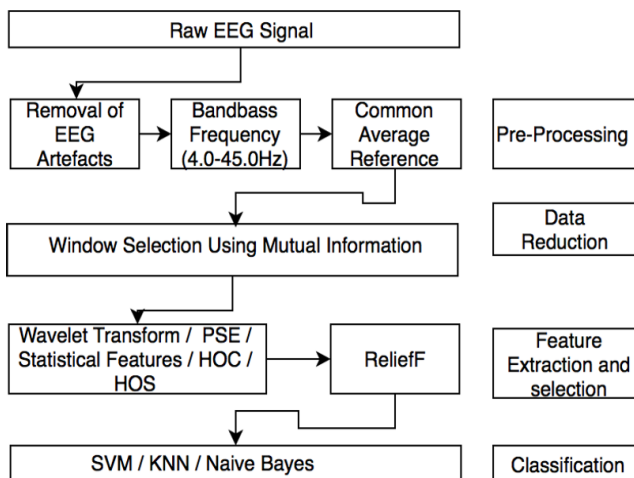 Raw EEG Signal
Removal of
EEG
Artefacts
Bandbass
Frequency
(4.0-45.0Hz)
Common
Average
Reference
Pre-Processing
Window Selection Using Mutual Information
Data
Reduction
Wavelet Transform / PSE /
Statistical Features / HOC /
HOS
ReliefF
Feature
Extraction and
selection
SVM / KNN / Naive Bayes
Classification